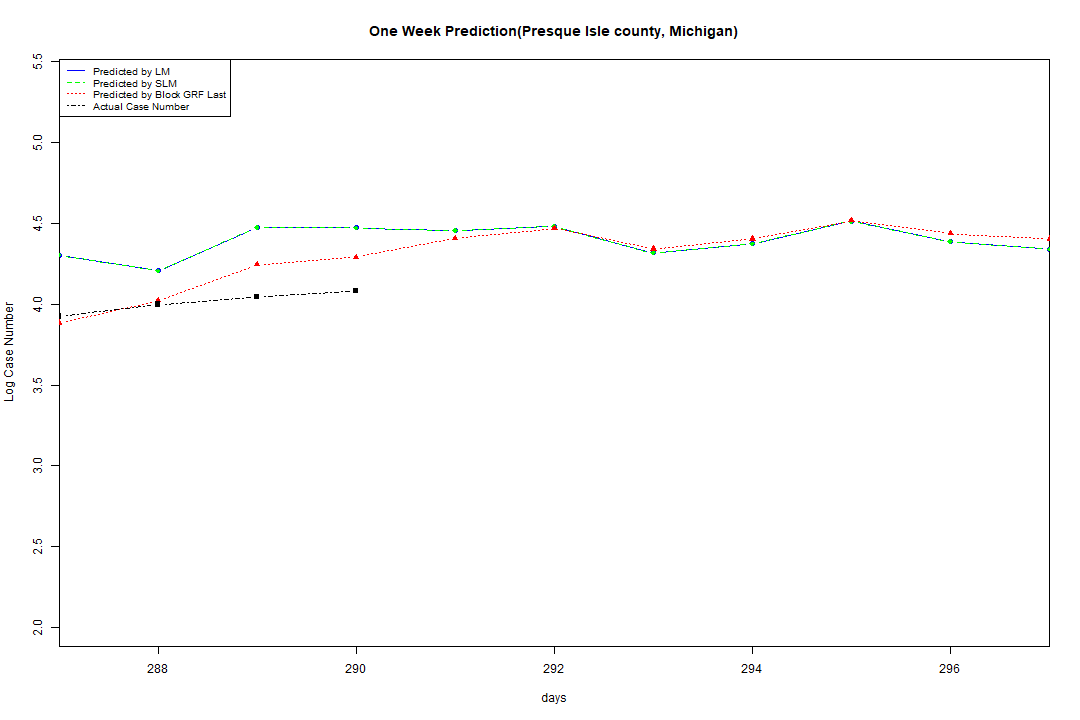 One Week Prediction(Presque Isle county, Michigan)
Predicted by LM
Predicted by SLM
Predicted by Block GRF Last
Actual Case Number
5.5
5.0
4.5
4.0
3.5
3.0
2.5
2.0
Log Case Number
288 290 292 294 296
days